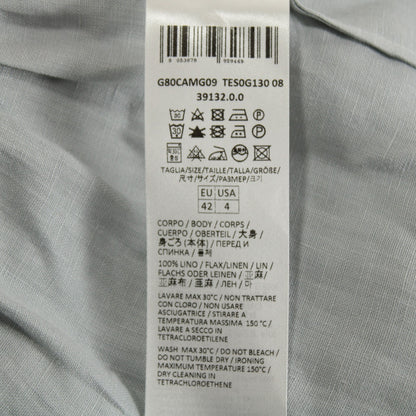 G80CAMG09 TES0G130 08
39132.0.0
TAGLIA/SIZE/TAILLE/TALLA/GRÖßE/
尺寸/サイズ/РАЗМЕР/크기
EU USA
42 4
CORPO / BODY / CORPS /
CUERPO / OBERTEIL / 大身 /
身ごろ (本体) / ПЕРЕД И
СПИНКА / 몸체
100% LINO / FLAX/LINEN / LIN /
FLACHS ODER LEINEN / 亚麻/
亚麻布 / 亜麻 / ЛЕН / 마
LAVARE MAX 30°C / NON TRATTARE
CON CLORO / NON USARE
ASCIUGATRICE / STIRARE A
TEMPERATURA MASSIMA 150 °C /
LAVARE A SECCO IN
TETRACLOROETILENE
WASH MAX 30°C / DO NOT BLEACH /
DO NOT TUMBLE DRY / IRONING
MAXIMUM TEMPERATURE 150°C /
DRY CLEANING IN
TETRACHLOROETHENE